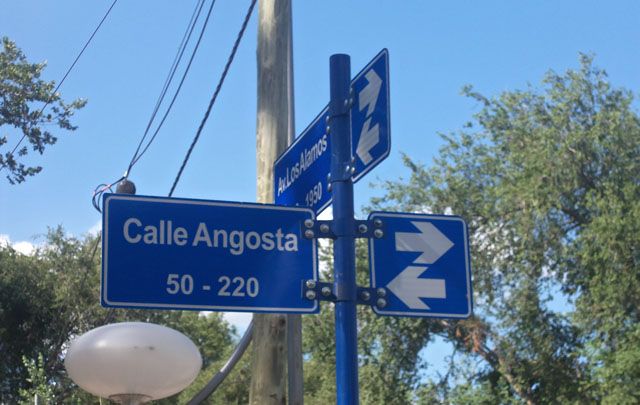 Calle Angosta
50 - 220
Av. Los Alamos
1950